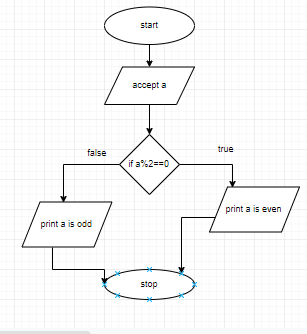 start
accept a
if a%2==0
false
true
print a is odd
print a is even
stop